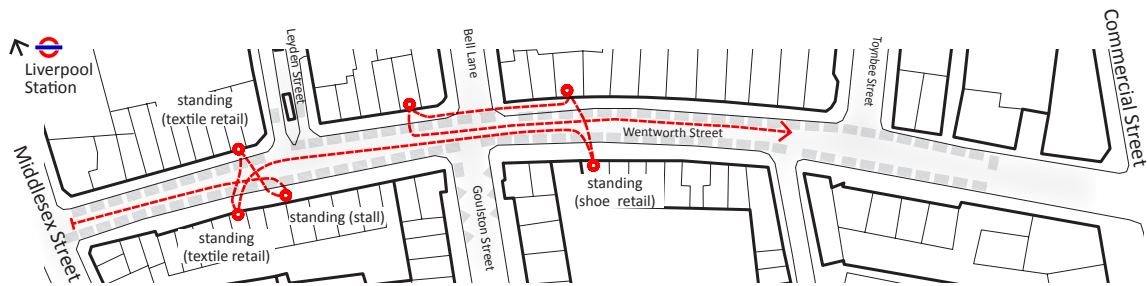 Liverpool
Station
standing
(textile retail)
Leyden Street
Bell Lane
Toynbee Street
Commercial Street
Wentworth Street
Middlesex Street
standing (stall)
standing
(textile retail)
Goulston Street
standing
(shoe retail)